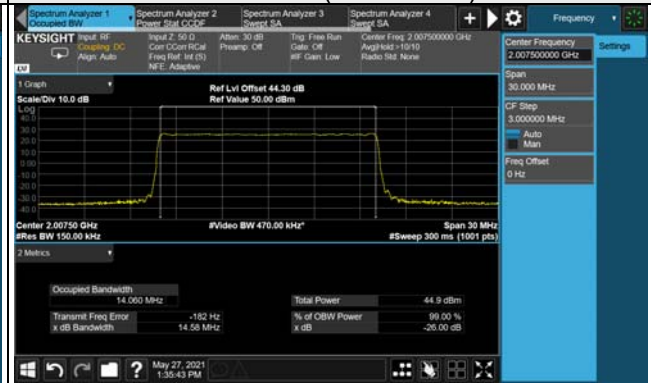 Spectrum Analyzer 1
Occupied BW
Spectrum Analyzer 2
Power Stat CCDF
Spectrum Analyzer 3
Swept SA
Spectrum Analyzer 4
Swept SA
Frequency
KEYSIGHT
Input: RF
Coupling: DC
Align: Auto
Input Z: 50 Ω
Corr CCorr RCal
Freq Ref: Int (S)
NFE: Adaptive
Atten: 30 dB
Preamp: Off
Trig: Free Run
Gate: Off
#IF Gain: Low
Center Freq: 2.007500000 GHz
Avg|Hold:>10/10
Radio Std: None
LXI
Center Frequency
2.007500000 GHz
Settings
Span
30.000 MHz
CF Step
3.000000 MHz
Auto
Man
Freq Offset
0 Hz
1 Graph
Scale/Div 10.0 dB
Ref Lvl Offset 44.30 dB
Ref Value 50.00 dBm
Log
40.0
30.0
20.0
10.0
0.00
-10.0
-20.0
-30.0
-40.0
Center 2.00750 GHz
#Res BW 150.00 kHz
#Video BW 470.00 kHz*
Span 30 MHz
#Sweep 300 ms (1001 pts)
2 Metrics
Occupied Bandwidth
14.060 MHz
Total Power 44.9 dBm
Transmit Freq Error -182 Hz
% of OBW Power 99.00 %
x dB Bandwidth 14.58 MHz
x dB -26.00 dB
?
May 27, 2021
1:35:43 PM